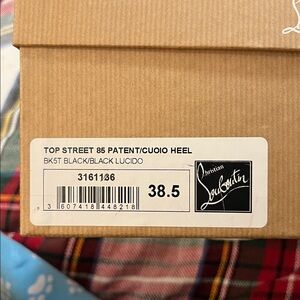 TOP STREET 85 PATENT/CUOIO HEEL
BK5T BLACK/BLACK LUCIDO
3161186
38.5
3 607418 448218
Christian
Louboutin